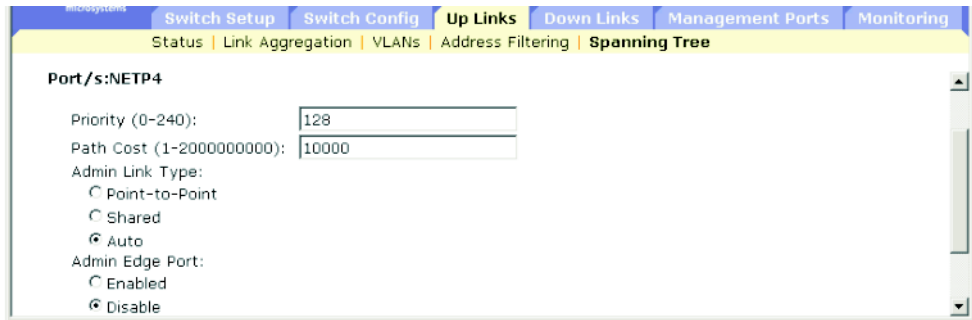 microsystems
Switch Setup Switch Config Up Links Down Links Management Ports Monitoring
Status | Link Aggregation | VLANs | Address Filtering | Spanning Tree
Port/s:NETP4
Priority (0-240): 128
Path Cost (1-2000000000): 10000
Admin Link Type:
Point-to-Point
Shared
Auto
Admin Edge Port:
Enabled
Disable